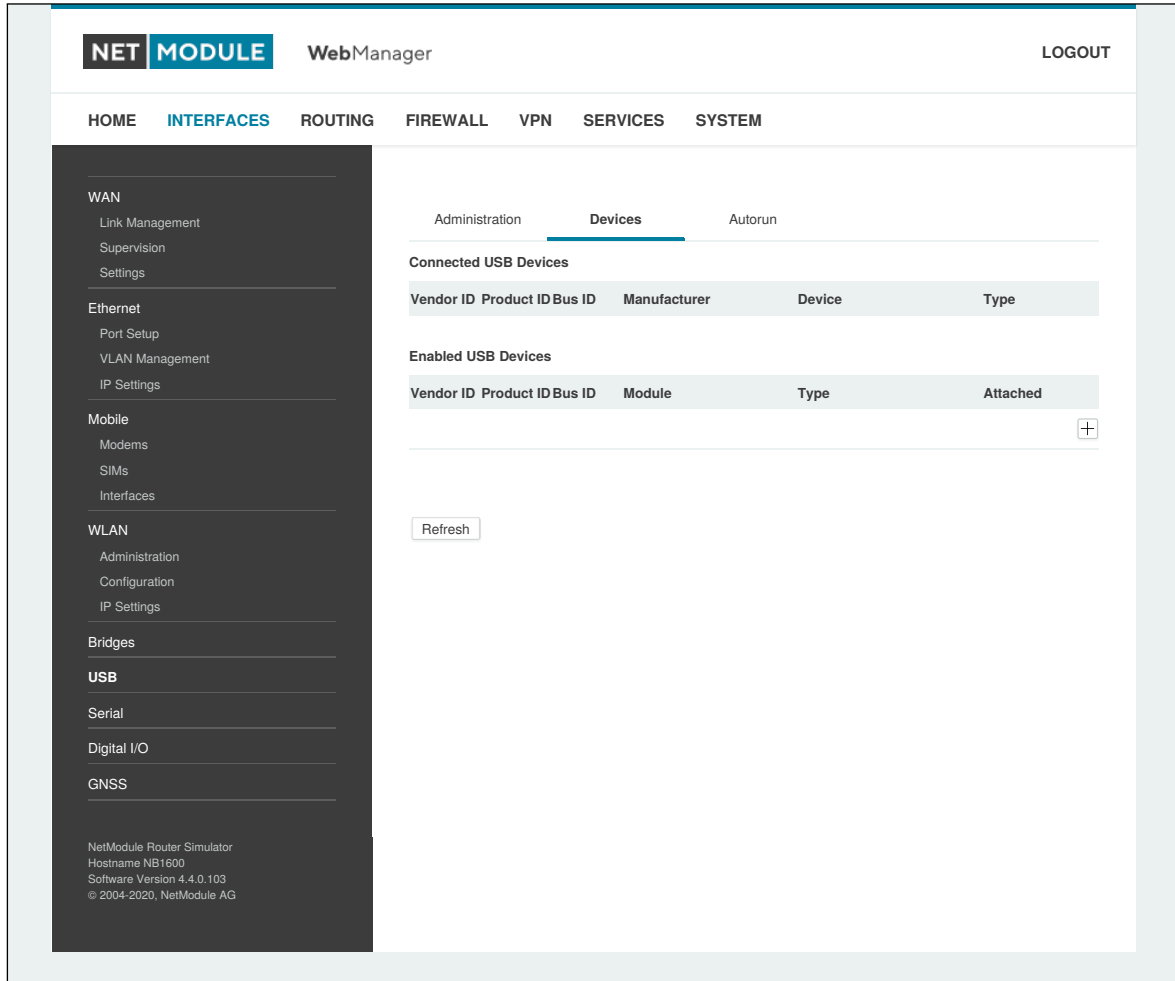 NET MODULE WebManager LOGOUT
HOME INTERFACES ROUTING FIREWALL VPN SERVICES SYSTEM
WAN
Link Management
Supervision
Settings
Ethernet
Port Setup
VLAN Management
IP Settings
Mobile
Modems
SIMs
Interfaces
WLAN
Administration
Configuration
IP Settings
Bridges
USB
Serial
Digital I/O
GNSS
NetModule Router Simulator
Hostname NB1600
Software Version 4.4.0.103
© 2004-2020, NetModule AG
Administration Devices Autorun
Connected USB Devices
Vendor ID Product ID Bus ID Manufacturer Device Type
Enabled USB Devices
Vendor ID Product ID Bus ID Module Type Attached
Refresh